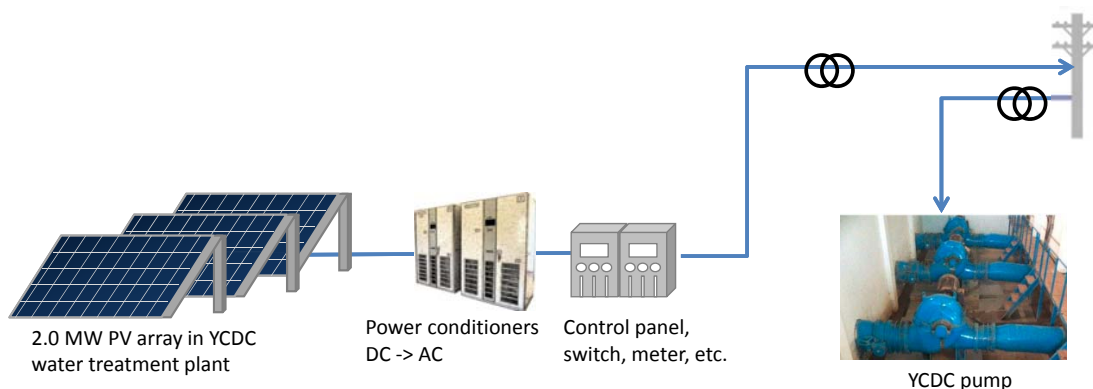 2.0 MW PV array in YCDC
water treatment plant
Power conditioners
DC -> AC
Control panel,
switch, meter, etc.
YCDC pump